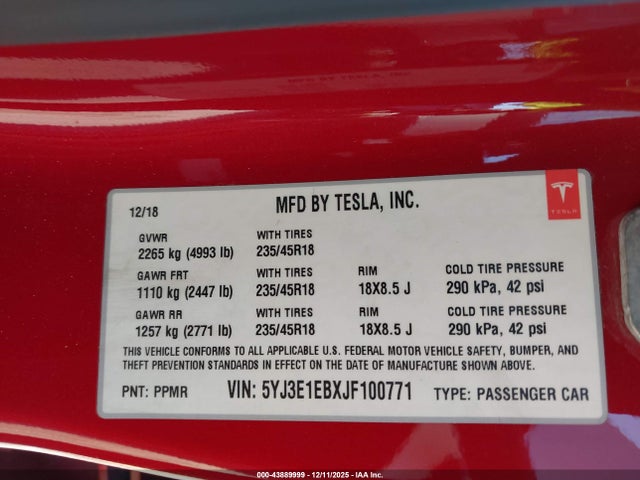 MFD BY TESLA, INC.
12/18
MFD BY TESLA, INC.
TESLA
GVWR WITH TIRES
2265 kg (4993 lb) 235/45R18
GAWR FRT WITH TIRES RIM COLD TIRE PRESSURE
1110 kg (2447 lb) 235/45R18 18X8.5 J 290 kPa, 42 psi
GAWR RR WITH TIRES RIM COLD TIRE PRESSURE
1257 kg (2771 lb) 235/45R18 18X8.5 J 290 kPa, 42 psi
THIS VEHICLE CONFORMS TO ALL APPLICABLE U.S. FEDERAL MOTOR VEHICLE SAFETY, BUMPER, AND
THEFT PREVENTION STANDARDS IN EFFECT ON THE DATE OF MANUFACTURE SHOWN ABOVE.
PNT: PPMR VIN: 5YJ3E1EBXJF100771 TYPE: PASSENGER CAR
000-43889999 - 12/11/2025 - IAA Inc.